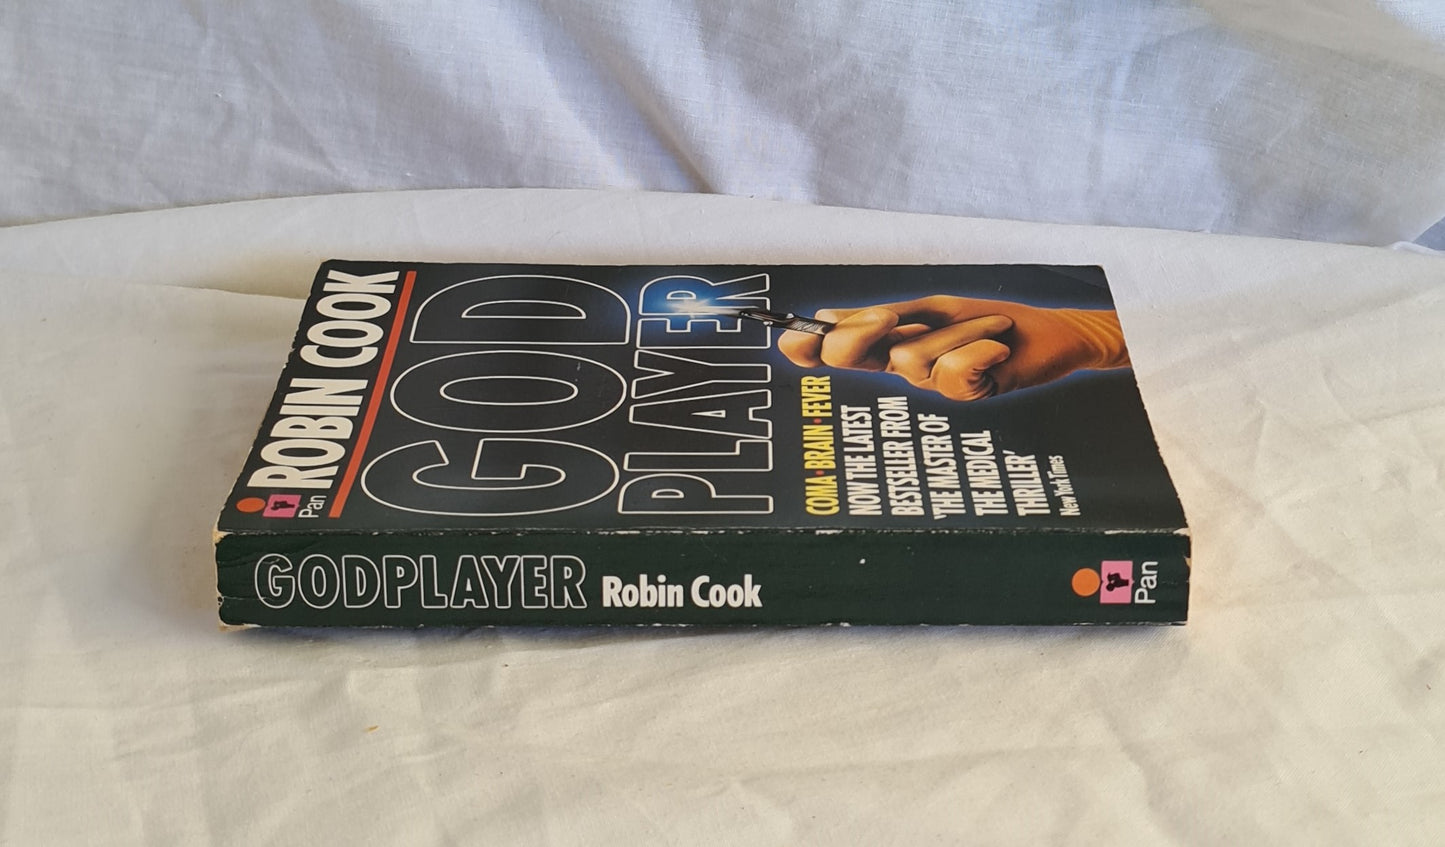 ROBIN COOK
Pan
GOD
PLAYER
COMA·BRAIN·FEVER
NOW THE LATEST
BESTSELLER FROM
'THE MASTER OF
THE MEDICAL
THRILLER'
New York Times
GODPLAYER Robin Cook
Pan